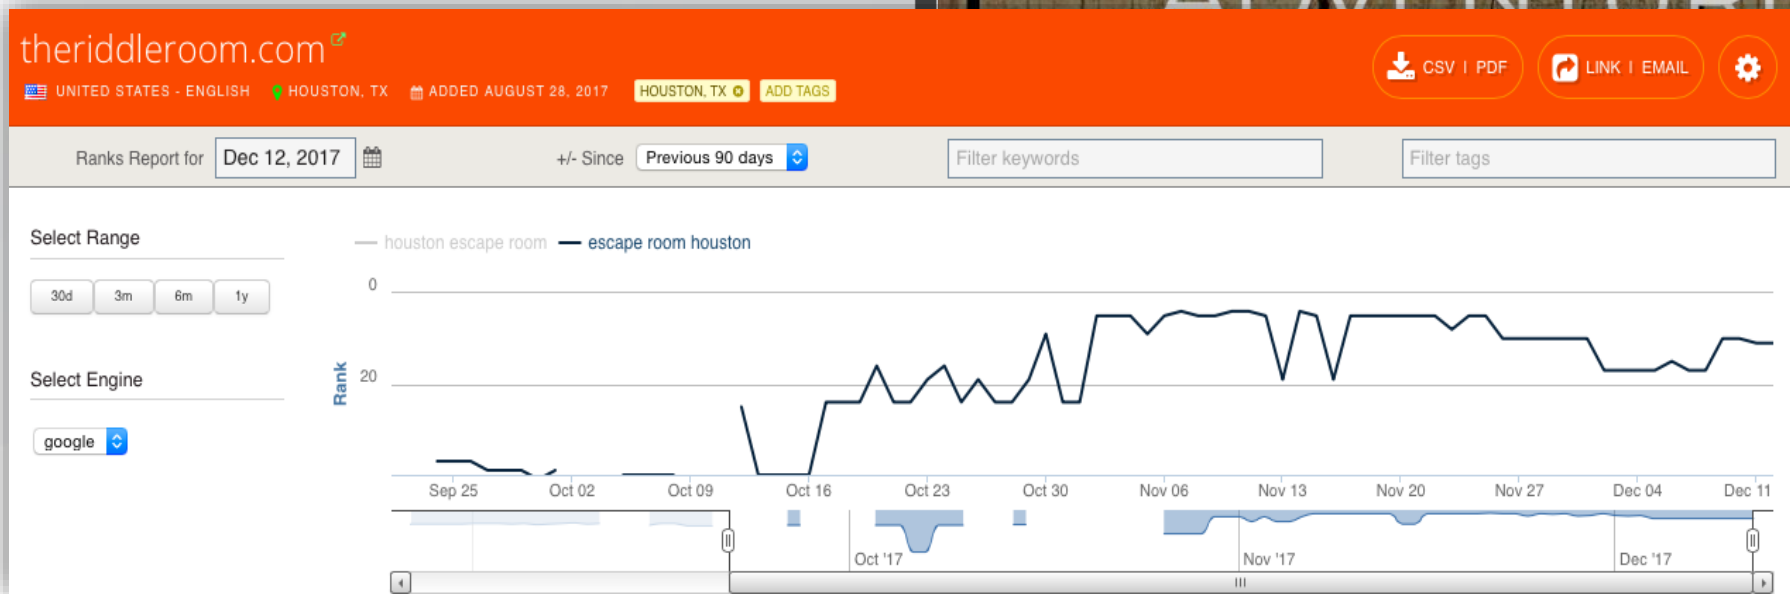 theriddleroom.com
UNITED STATES - ENGLISH HOUSTON, TX ADDED AUGUST 28, 2017 HOUSTON, TX ADD TAGS
CSV | PDF LINK | EMAIL
Ranks Report for Dec 12, 2017 +/- Since Previous 90 days Filter keywords Filter tags
Select Range
30d 3m 6m 1y
Select Engine
google
houston escape room escape room houston
0
20
Rank
Sep 25 Oct 02 Oct 09 Oct 16 Oct 23 Oct 30 Nov 06 Nov 13 Nov 20 Nov 27 Dec 04 Dec 11
Oct '17 Nov '17 Dec '17